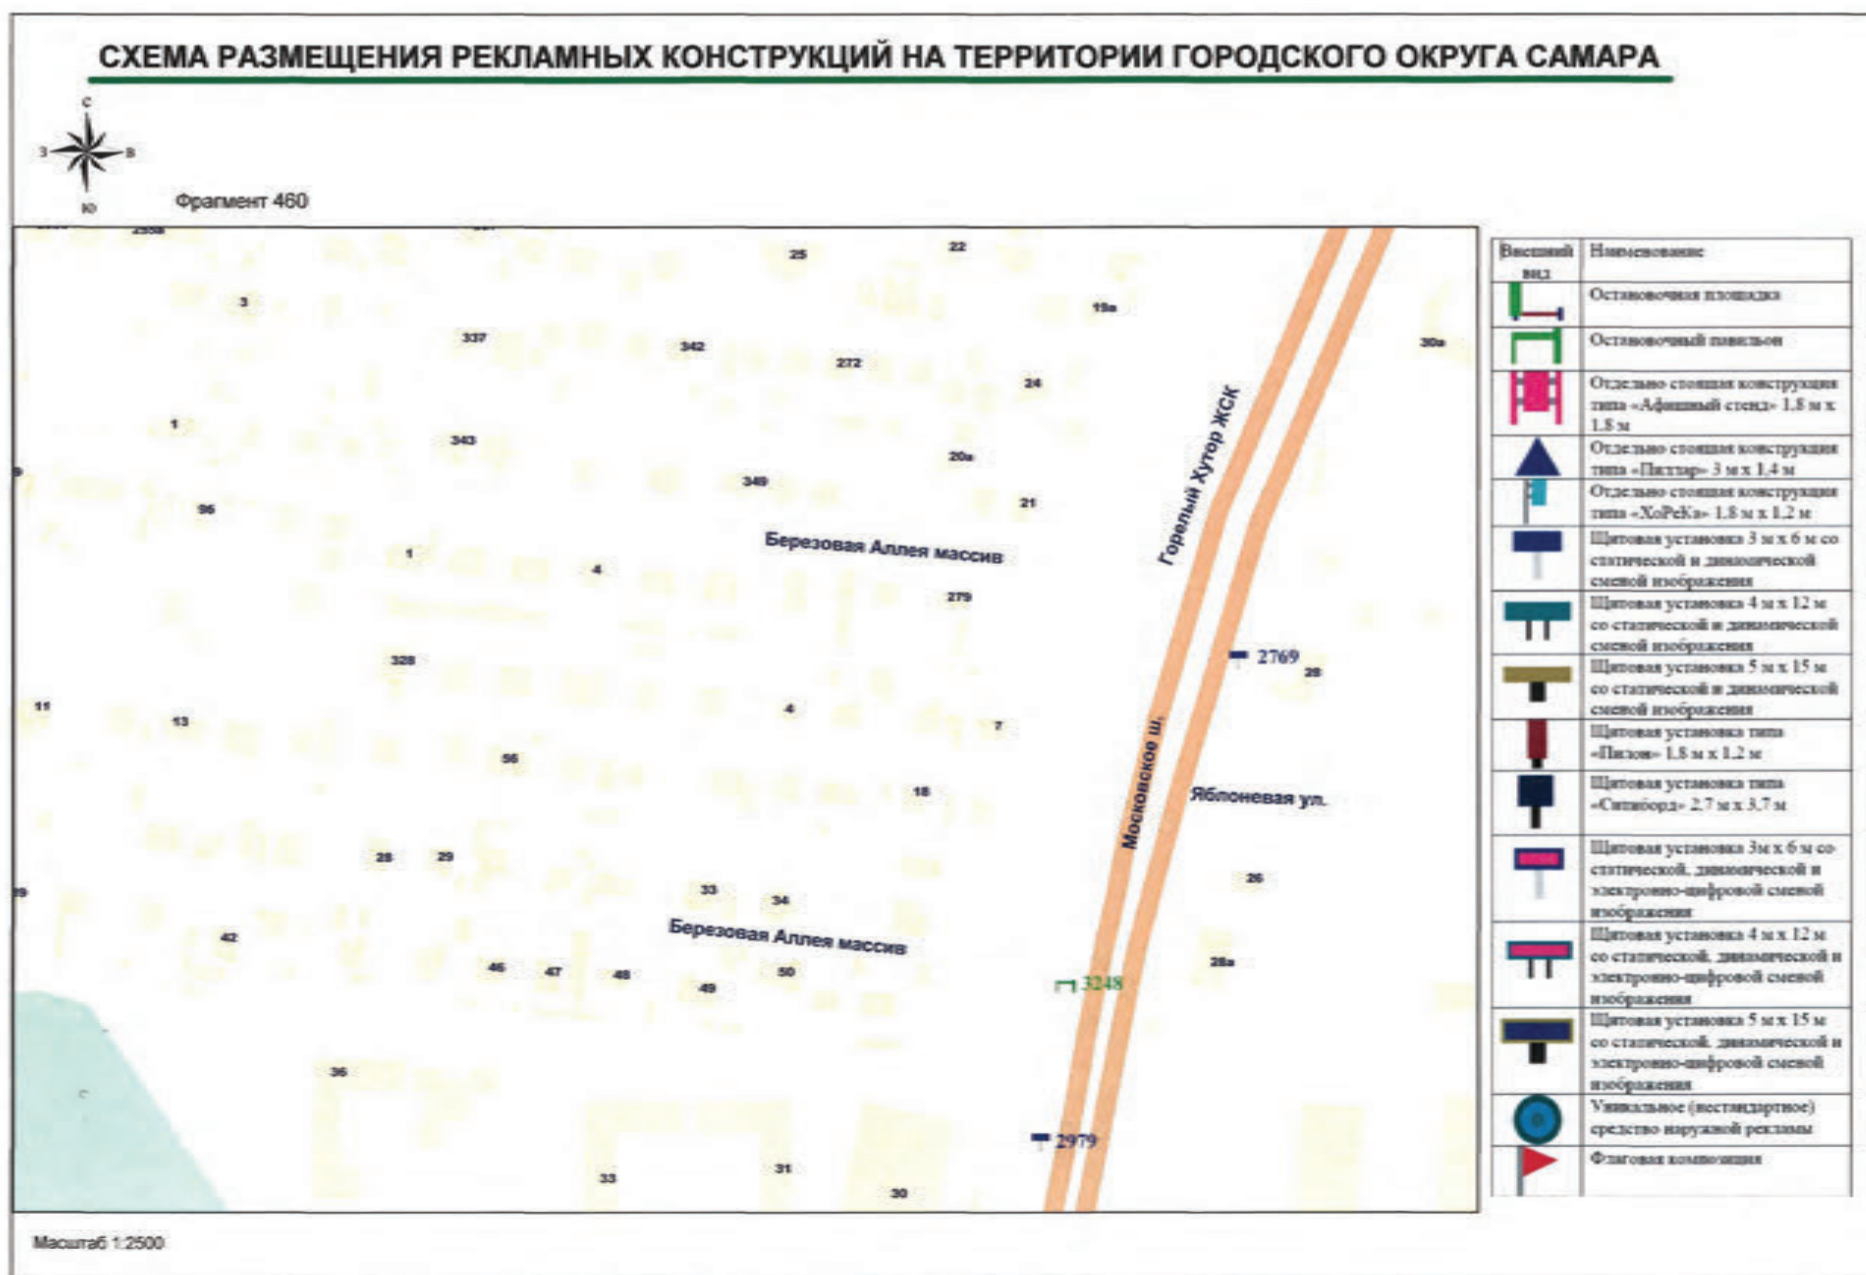 СХЕМА РАЗМЕЩЕНИЯ РЕКЛАМНЫХ КОНСТРУКЦИЙ НА ТЕРРИТОРИИ ГОРОДСКОГО ОКРУГА САМАРА
С
З В
Ю
Фрагмент 460
25
22
3
19а
337
342
272
30а
24
1
343
20а
349
21
95
Горелый Хутор ЖСК
Березовая Аллея массив
1
4
279
328
2769
28
11
13
4
7
56
18
Московское ш.
Яблоневая ул.
28
29
33
34
26
42
Березовая Аллея массив
46
47
48
49
50
28а
3248
36
2979
33
31
30
Масштаб 1:2500
Внешний вид
Наименование
Остановочная площадка
Остановочный павильон
Отдельно стоящая конструкция
типа «Афишный стенд» 1.8 м х
1.8 м
Отдельно стоящая конструкция
типа «Пиллар» 3 м х 1.4 м
Отдельно стоящая конструкция
типа «ХоРеКа» 1.8 м х 1.2 м
Щитовая установка 3 м х 6 м со
статической и динамической
сменой изображения
Щитовая установка 4 м х 12 м
со статической и динамической
сменой изображения
Щитовая установка 5 м х 15 м
со статической и динамической
сменой изображения
Щитовая установка типа
«Пилон» 1.8 м х 1.2 м
Щитовая установка типа
«Ситиборд» 2.7 м х 3.7 м
Щитовая установка 3м х 6 м со
статической, динамической и
электронно-цифровой сменой
изображения
Щитовая установка 4 м х 12 м
со статической, динамической и
электронно-цифровой сменой
изображения
Щитовая установка 5 м х 15 м
со статической, динамической и
электронно-цифровой сменой
изображения
Уникальное (нестандартное)
средство наружной рекламы
Флаговая композиция